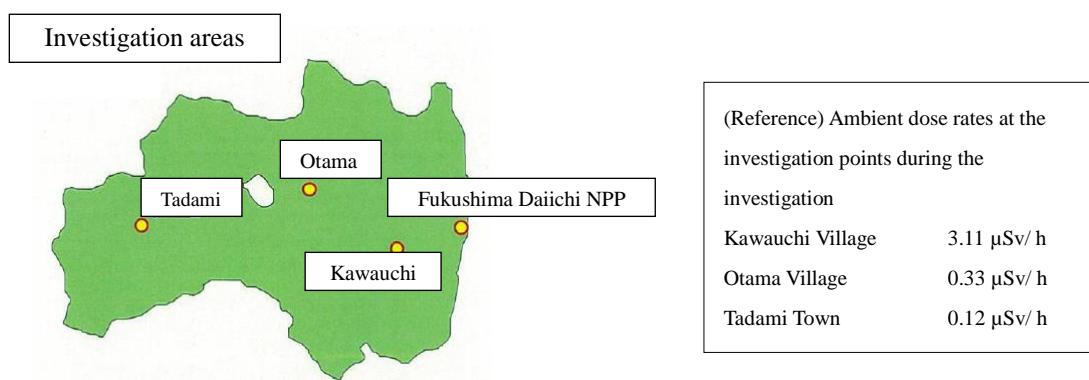 Investigation areas
Otama
Tadami
Fukushima Daiichi NPP
Kawauchi
(Reference) Ambient dose rates at the
investigation points during the
investigation
Kawauchi Village 3.11 μSv/ h
Otama Village 0.33 μSv/ h
Tadami Town 0.12 μSv/ h